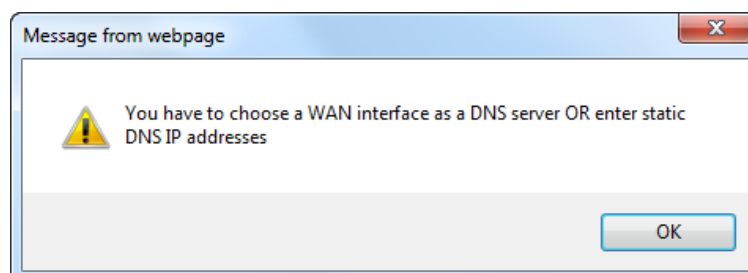 Message from webpage
You have to choose a WAN interface as a DNS server OR enter static
DNS IP addresses
OK